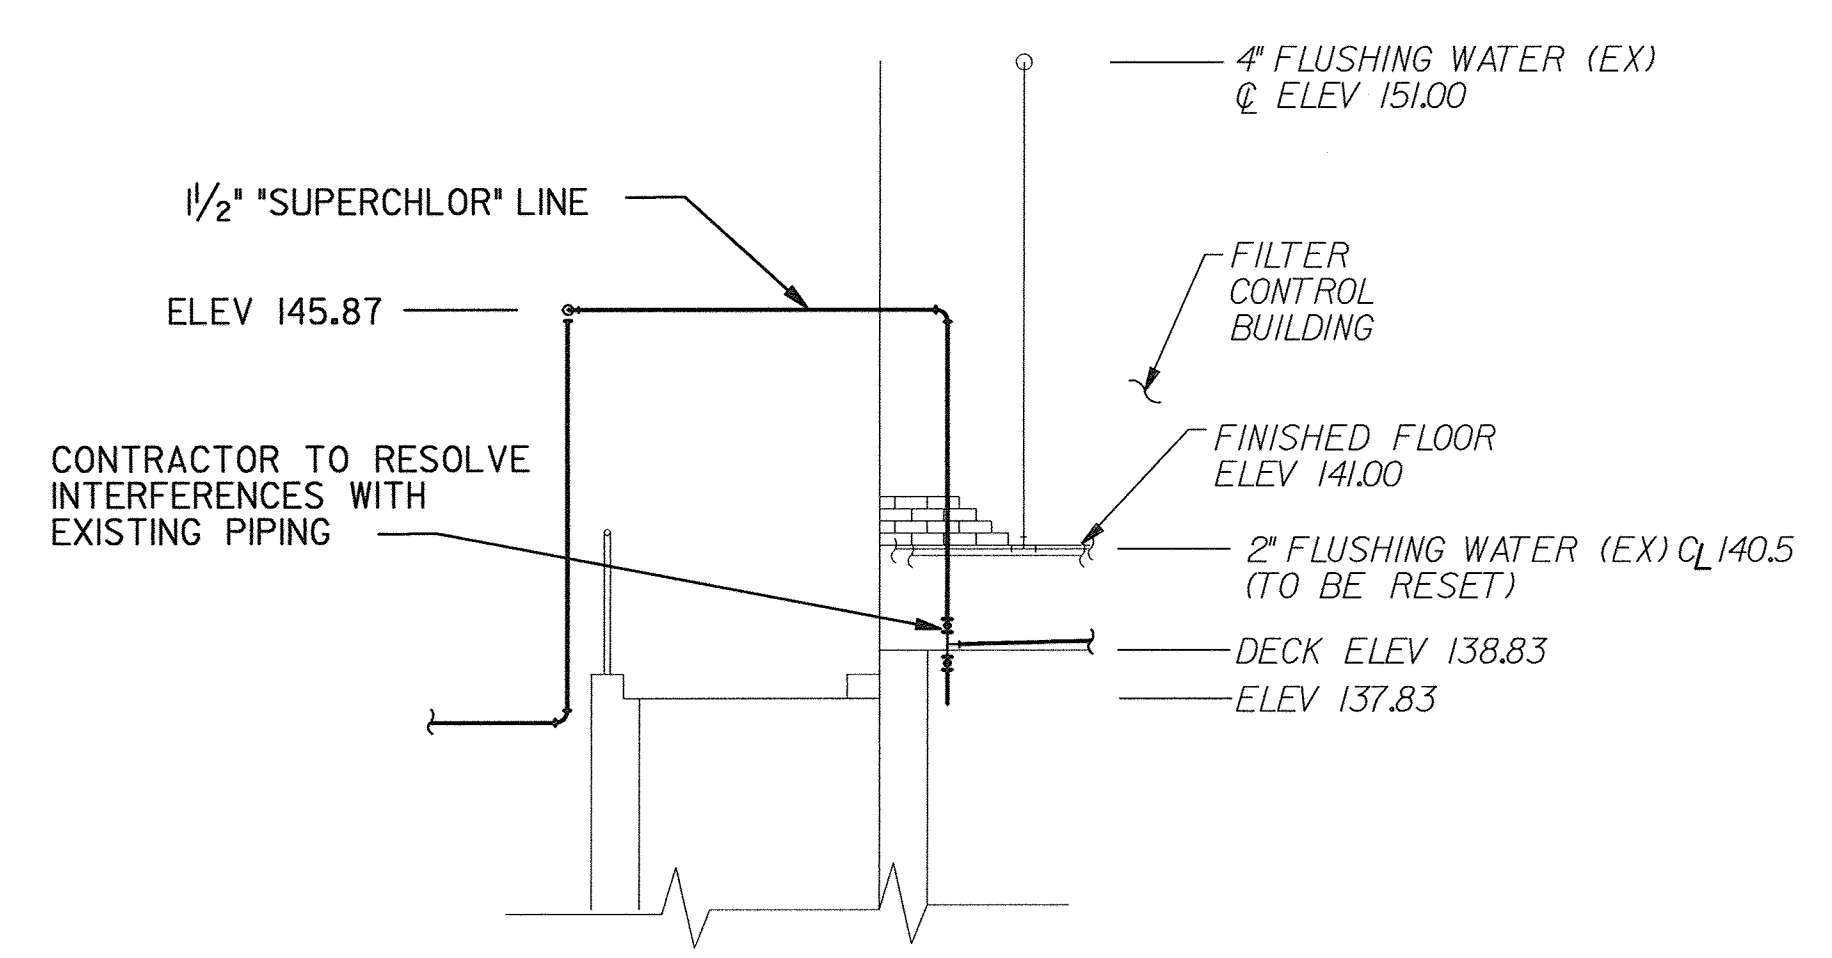 4" FLUSHING WATER (EX)
℄ ELEV 151.00
1 1/2" "SUPERCHLOR" LINE
FILTER
CONTROL
BUILDING
ELEV 145.87
FINISHED FLOOR
ELEV 141.00
CONTRACTOR TO RESOLVE
INTERFERENCES WITH
EXISTING PIPING
2" FLUSHING WATER (EX) CL 140.5
(TO BE RESET)
DECK ELEV 138.83
ELEV 137.83